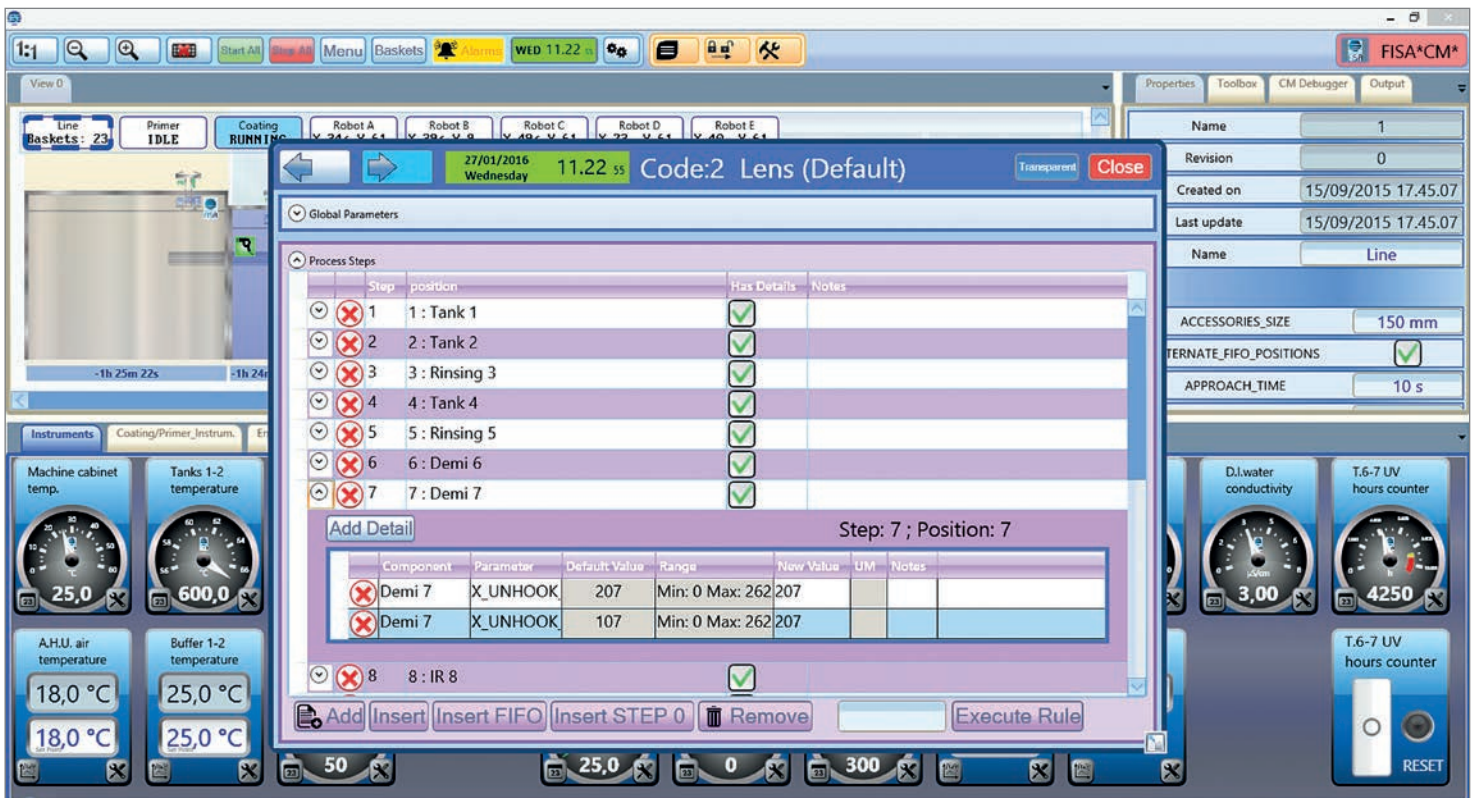 1:1 Start All Stop All Menu Baskets Alarms WED 11.22 FISA*CM*
View 0
Line
Baskets: 23
Primer
IDLE
Coating
RUNNING
Robot A
Robot B
Robot C
Robot D
Robot E
-1h 25m 22s
27/01/2016
Wednesday
11.22 55
Code:2 Lens (Default)
Transparent
Close
Global Parameters
Process Steps
Step position Has Details Notes
1 1 : Tank 1
2 2 : Tank 2
3 3 : Rinsing 3
4 4 : Tank 4
5 5 : Rinsing 5
6 6 : Demi 6
7 7 : Demi 7
Add Detail Step: 7 ; Position: 7
Component Parameter Default Value Range New Value UM Notes
Demi 7 X_UNHOOK_ 207 Min: 0 Max: 262 207
Demi 7 X_UNHOOK_ 107 Min: 0 Max: 262 207
8 8 : IR 8
Add Insert Insert FIFO Insert STEP 0 Remove Execute Rule
Properties Toolbox CM Debugger Output
Name 1
Revision 0
Created on 15/09/2015 17.45.07
Last update 15/09/2015 17.45.07
Name Line
ACCESSORIES_SIZE 150 mm
TERNATE_FIFO_POSITIONS
APPROACH_TIME 10 s
Instruments Coating/Primer_Instrum.
Machine cabinet
temp.
25,0
Tanks 1-2
temperature
600,0
D.I.water
conductivity
µS/cm
3,00
T.6-7 UV
hours counter
h
4250
A.H.U. air
temperature
18,0 °C
18,0 °C
Buffer 1-2
temperature
25,0 °C
25,0 °C
50
25,0
0
300
T.6-7 UV
hours counter
RESET